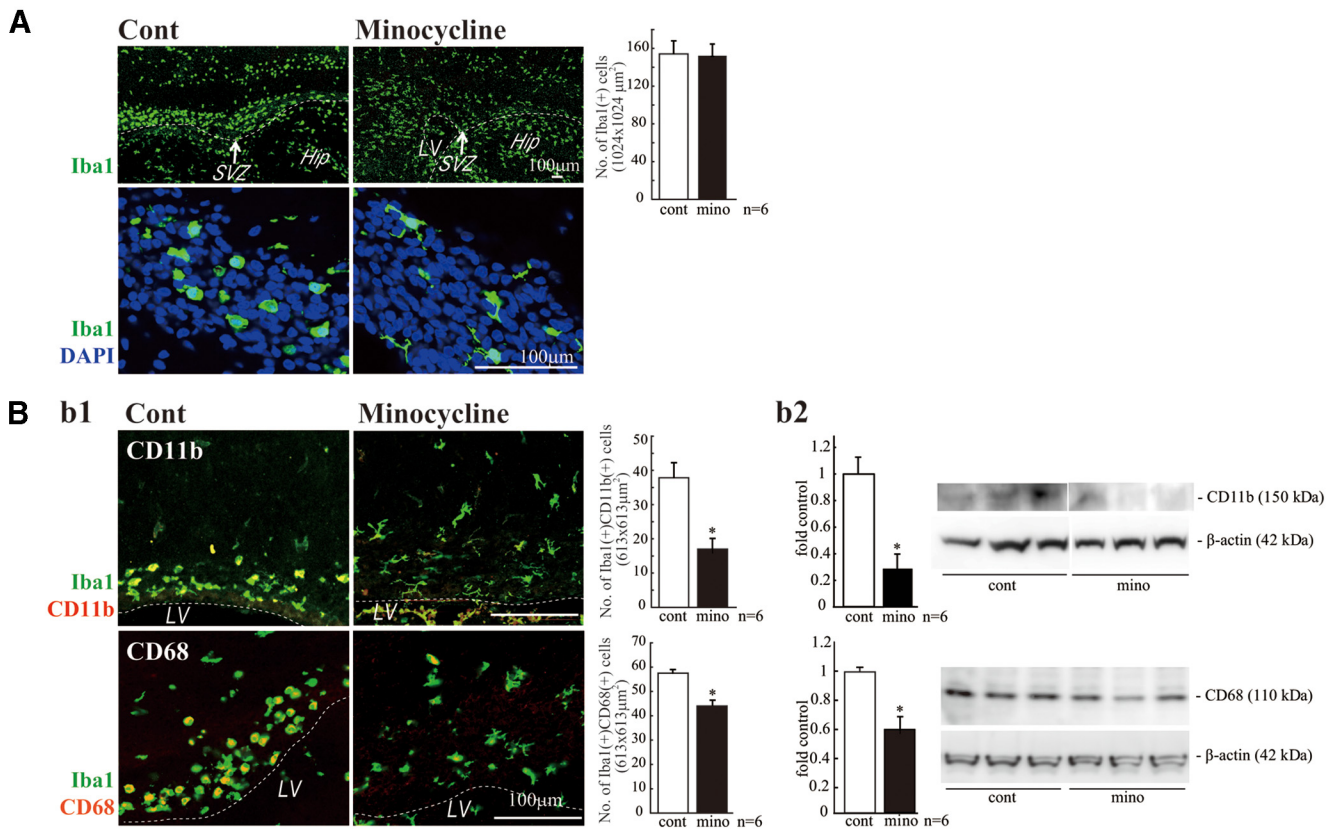 A
Cont
Minocycline
Iba1
SVZ
Hip
LV
SVZ
Hip
100μm
No. of Iba1(+) cells
(1024x1024 μm²)
160
120
80
40
0
cont
mino
n=6
Iba1
DAPI
100μm
B
b1
Cont
Minocycline
CD11b
Iba1
CD11b
LV
LV
No. of Iba1(+)CD11b(+) cells
(613x613μm²)
50
40
30
20
10
0
*
cont
mino
n=6
CD68
Iba1
CD68
LV
LV
100μm
No. of Iba1(+)CD68(+) cells
(613x613μm²)
70
60
50
40
30
20
10
0
*
cont
mino
n=6
b2
fold control
1.2
1
0.8
0.6
0.4
0.2
0
*
cont
mino
n=6
- CD11b (150 kDa)
- β-actin (42 kDa)
cont
mino
fold control
1.2
1
0.8
0.6
0.4
0.2
0
*
cont
mino
n=6
- CD68 (110 kDa)
- β-actin (42 kDa)
cont
mino